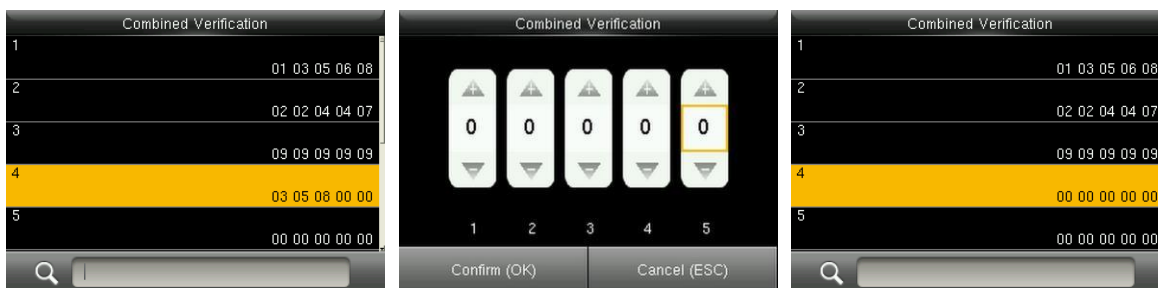 Combined Verification
1
01 03 05 06 08
2
02 02 04 04 07
3
09 09 09 09 09
4
03 05 08 00 00
5
00 00 00 00 00
Combined Verification
0 0 0 0 0
1 2 3 4 5
Confirm (OK) Cancel (ESC)
Combined Verification
1
01 03 05 06 08
2
02 02 04 04 07
3
09 09 09 09 09
4
00 00 00 00 00
5
00 00 00 00 00